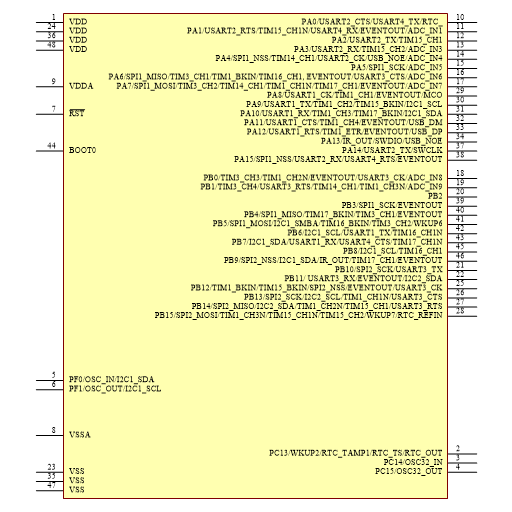 1 VDD
24 VDD
36 VDD
48 VDD
9 VDDA
7 RST
44 BOOT0
5 PF0/OSC_IN/I2C1_SDA
6 PF1/OSC_OUT/I2C1_SCL
8 VSSA
23 VSS
35 VSS
47 VSS
PA0/USART2_CTS/USART4_TX/RTC_ 10
PA1/USART2_RTS/TIM15_CH1N/USART4_RX/EVENTOUT/ADC_IN1 11
PA2/USART2_TX/TIM15_CH1 12
PA3/USART2_RX/TIM15_CH2/ADC_IN3 13
PA4/SPI1_NSS/TIM14_CH1/USART2_CK/USB_NOE/ADC_IN4 14
PA5/SPI1_SCK/ADC_IN5 15
PA6/SPI1_MISO/TIM3_CH1/TIM1_BKIN/TIM16_CH1, EVENTOUT/USART3_CTS/ADC_IN6 16
PA7/SPI1_MOSI/TIM3_CH2/TIM14_CH1/TIM1_CH1N/TIM17_CH1/EVENTOUT/ADC_IN7 17
PA8/USART1_CK/TIM1_CH1/EVENTOUT/MCO 29
PA9/USART1_TX/TIM1_CH2/TIM15_BKIN/I2C1_SCL 30
PA10/USART1_RX/TIM1_CH3/TIM17_BKIN/I2C1_SDA 31
PA11/USART1_CTS/TIM1_CH4/EVENTOUT/USB_DM 32
PA12/USART1_RTS/TIM1_ETR/EVENTOUT/USB_DP 33
PA13/IR_OUT/SWDIO/USB_NOE 34
PA14/USART2_TX/SWCLK 37
PA15/SPI1_NSS/USART2_RX/USART4_RTS/EVENTOUT 38
PB0/TIM3_CH3/TIM1_CH2N/EVENTOUT/USART3_CK/ADC_IN8 18
PB1/TIM3_CH4/USART3_RTS/TIM14_CH1/TIM1_CH3N/ADC_IN9 19
PB2 20
PB3/SPI1_SCK/EVENTOUT 39
PB4/SPI1_MISO/TIM17_BKIN/TIM3_CH1/EVENTOUT 40
PB5/SPI1_MOSI/I2C1_SMBA/TIM16_BKIN/TIM3_CH2/WKUP6 41
PB6/I2C1_SCL/USART1_TX/TIM16_CH1N 42
PB7/I2C1_SDA/USART1_RX/USART4_CTS/TIM17_CH1N 43
PB8/I2C1_SCL/TIM16_CH1 45
PB9/SPI2_NSS/I2C1_SDA/IR_OUT/TIM17_CH1/EVENTOUT 46
PB10/SPI2_SCK/USART3_TX 21
PB11/ USART3_RX/EVENTOUT/I2C2_SDA 22
PB12/TIM1_BKIN/TIM15_BKIN/SPI2_NSS/EVENTOUT/USART3_CK 25
PB13/SPI2_SCK/I2C2_SCL/TIM1_CH1N/USART3_CTS 26
PB14/SPI2_MISO/I2C2_SDA/TIM1_CH2N/TIM15_CH1/USART3_RTS 27
PB15/SPI2_MOSI/TIM1_CH3N/TIM15_CH1N/TIM15_CH2/WKUP7/RTC_REFIN 28
PC13/WKUP2/RTC_TAMP1/RTC_TS/RTC_OUT 2
PC14/OSC32_IN 3
PC15/OSC32_OUT 4